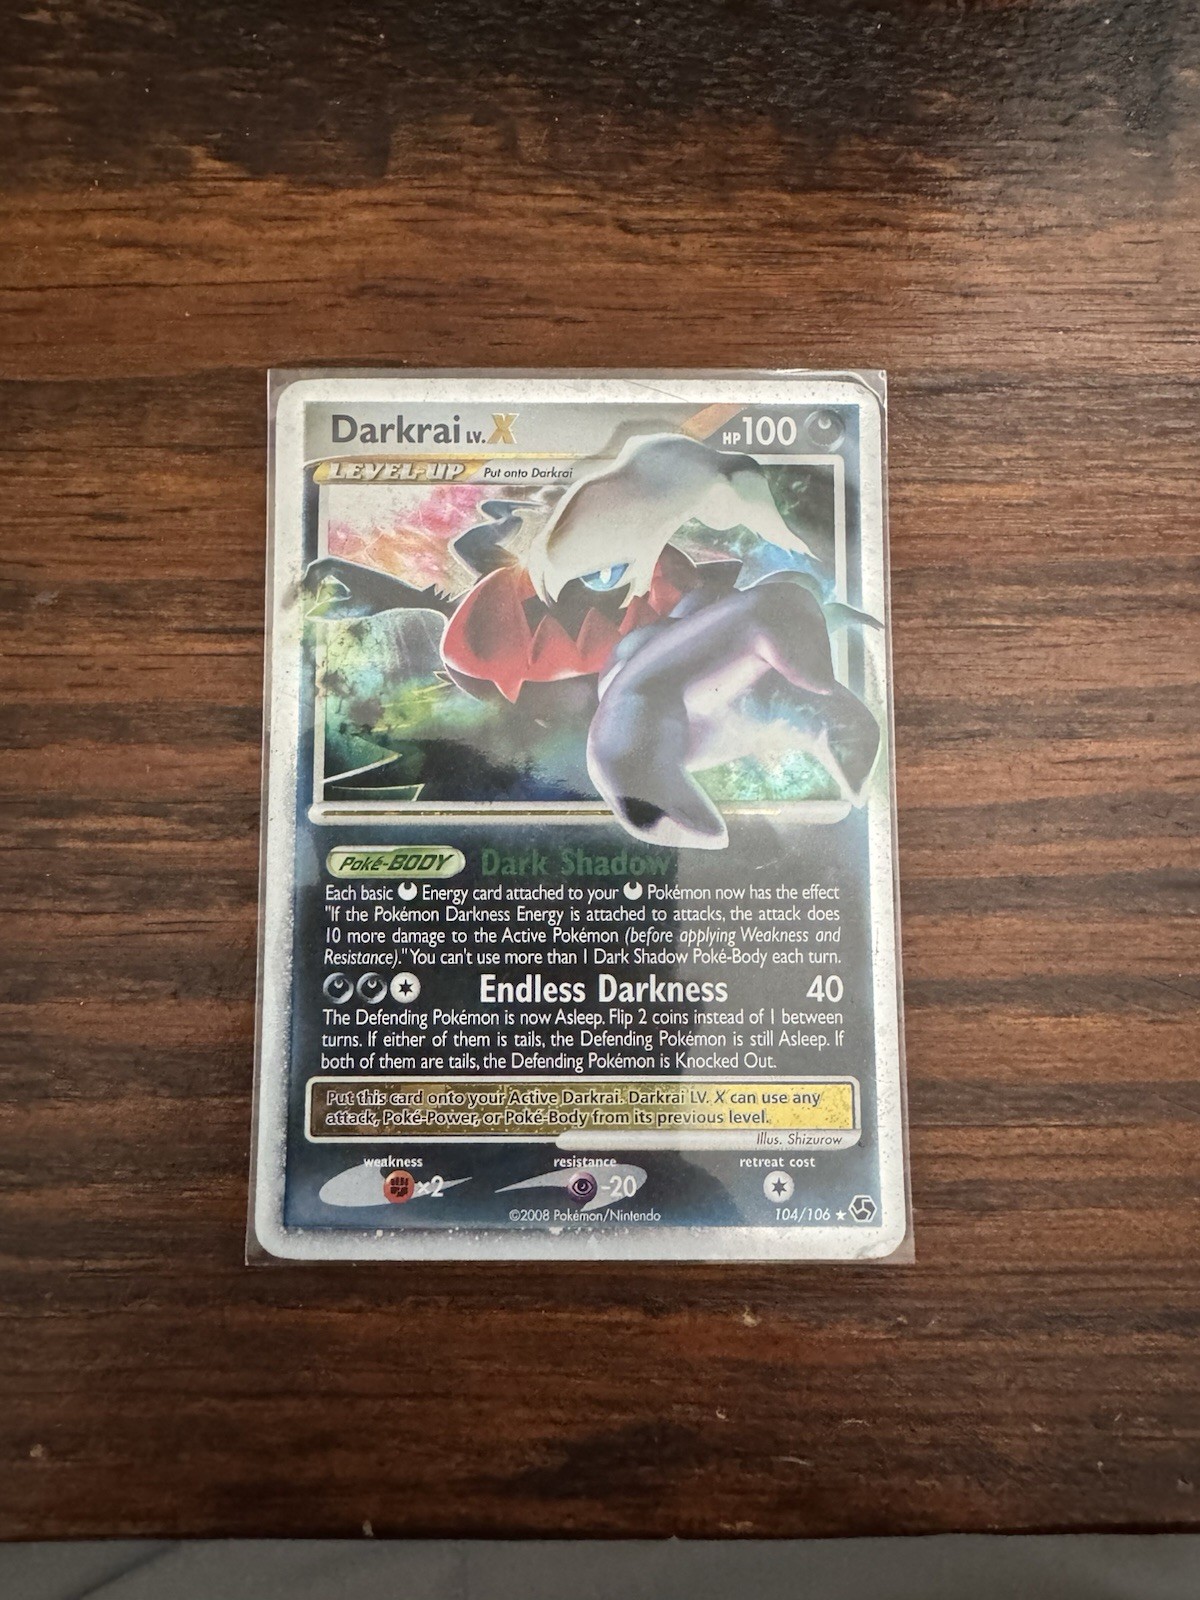 Darkrai LV.X
HP 100
LEVEL-UP Put onto Darkrai
Poké-BODY Dark Shadow
Each basic Energy card attached to your Pokémon now has the effect
"If the Pokémon Darkness Energy is attached to attacks, the attack does
10 more damage to the Active Pokémon (before applying Weakness and
Resistance)." You can't use more than 1 Dark Shadow Poké-Body each turn.
Endless Darkness 40
The Defending Pokémon is now Asleep. Flip 2 coins instead of 1 between
turns. If either of them is tails, the Defending Pokémon is still Asleep. If
both of them are tails, the Defending Pokémon is Knocked Out.
Put this card onto your Active Darkrai. Darkrai LV. X can use any
attack, Poké-Power, or Poké-Body from its previous level.
Illus. Shizurow
weakness resistance retreat cost
×2 -20
©2008 Pokémon/Nintendo 104/106 ★